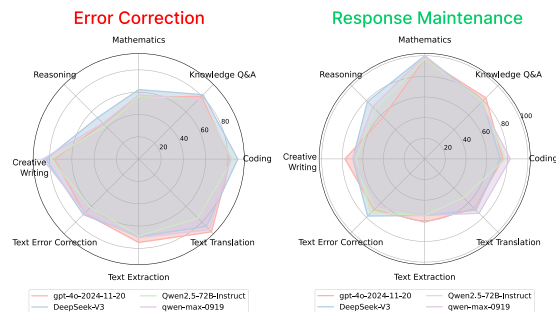 Error Correction
Mathematics
Reasoning
Knowledge Q&A
80
60
40
20
Creative
Writing
Coding
Text Error Correction
Text Translation
Text Extraction
gpt-4o-2024-11-20
Qwen2.5-72B-Instruct
DeepSeek-V3
qwen-max-0919
Response Maintenance
Mathematics
Reasoning
Knowledge Q&A
100
80
60
40
20
Creative
Writing
Coding
Text Error Correction
Text Translation
Text Extraction
gpt-4o-2024-11-20
Qwen2.5-72B-Instruct
DeepSeek-V3
qwen-max-0919